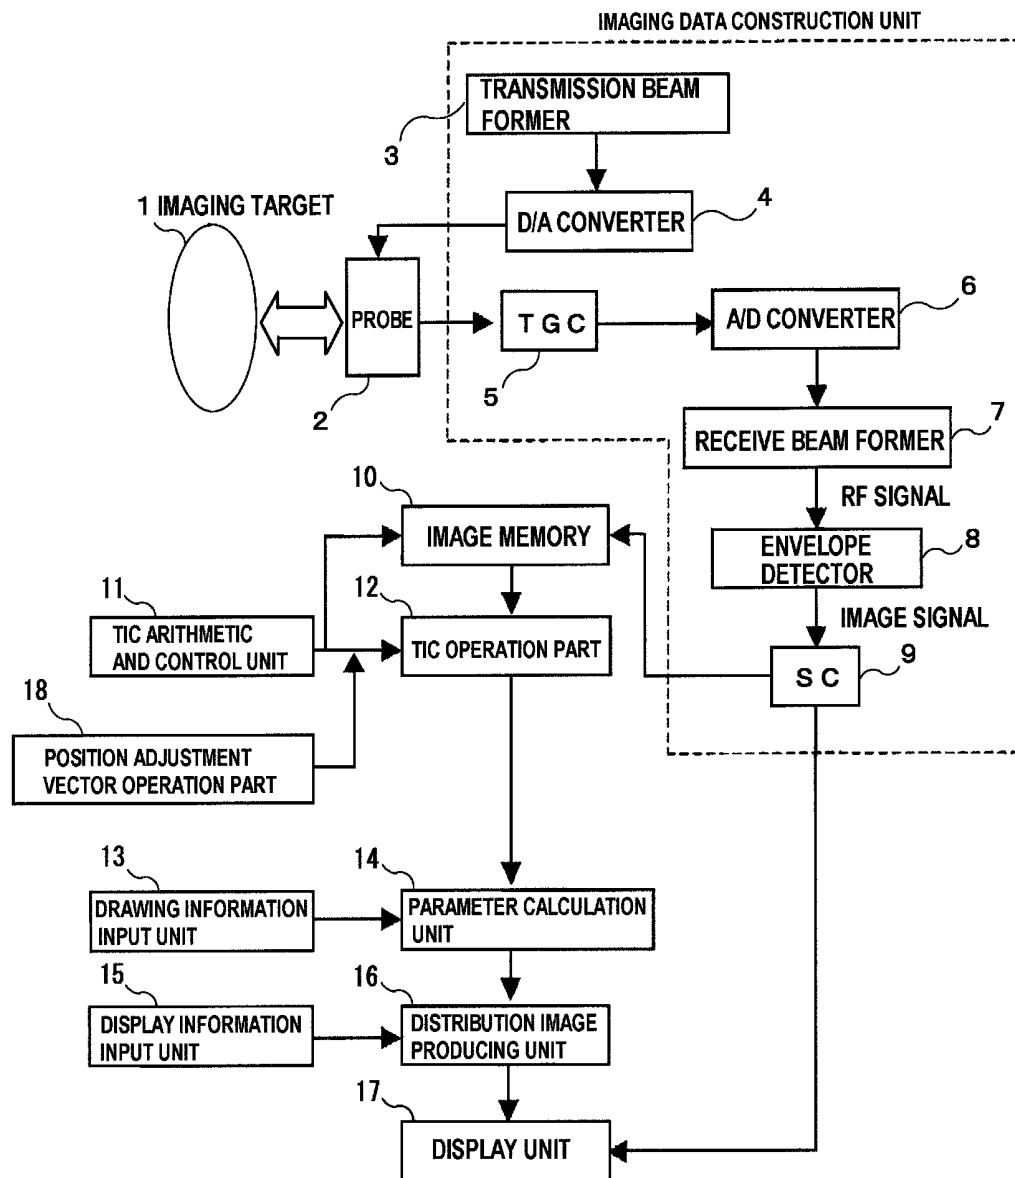 IMAGING DATA CONSTRUCTION UNIT
TRANSMISSION BEAM
FORMER
3
4
D/A CONVERTER
1 IMAGING TARGET
PROBE
2
T G C
5
6
A/D CONVERTER
7
RECEIVE BEAM FORMER
RF SIGNAL
8
ENVELOPE
DETECTOR
IMAGE SIGNAL
9
S C
10
IMAGE MEMORY
11
TIC ARITHMETIC
AND CONTROL UNIT
12
TIC OPERATION PART
18
POSITION ADJUSTMENT
VECTOR OPERATION PART
13
DRAWING INFORMATION
INPUT UNIT
14
PARAMETER CALCULATION
UNIT
15
DISPLAY INFORMATION
INPUT UNIT
16
DISTRIBUTION IMAGE
PRODUCING UNIT
17
DISPLAY UNIT